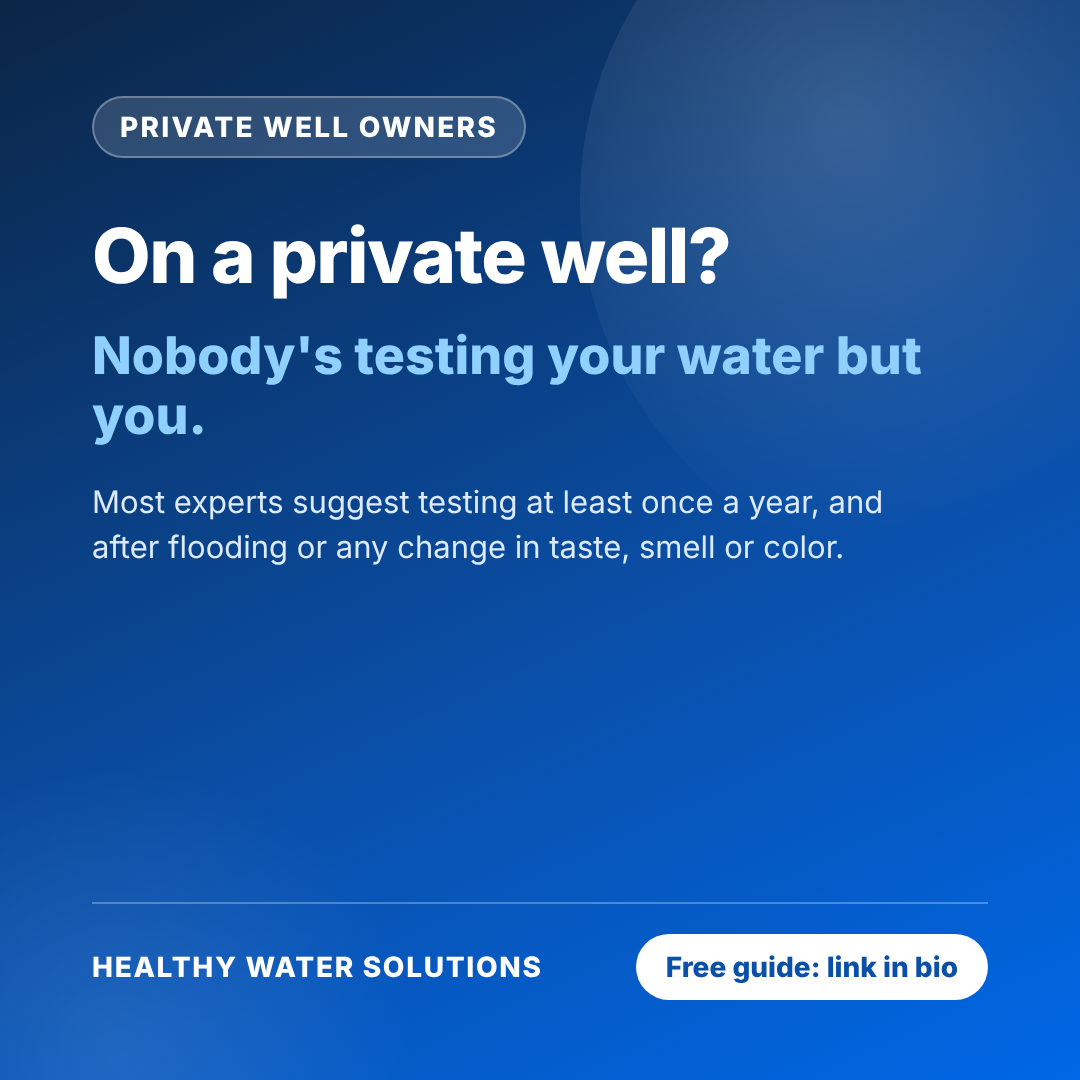 PRIVATE WELL OWNERS
On a private well?
Nobody's testing your water but
you.
Most experts suggest testing at least once a year, and
after flooding or any change in taste, smell or color.
HEALTHY WATER SOLUTIONS
Free guide: link in bio